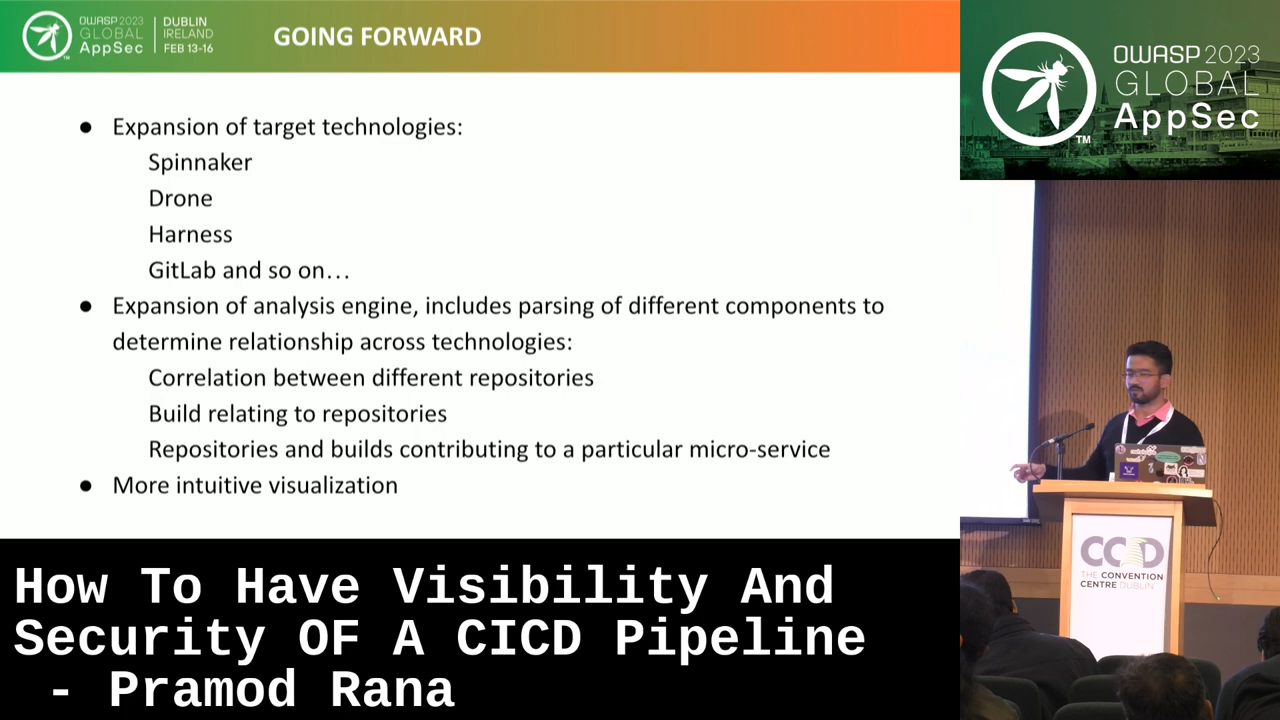 OWASP 2023
GLOBAL
AppSec
DUBLIN
IRELAND
FEB 13-16
TM
GOING FORWARD
● Expansion of target technologies:
Spinnaker
Drone
Harness
GitLab and so on…
● Expansion of analysis engine, includes parsing of different components to
determine relationship across technologies:
Correlation between different repositories
Build relating to repositories
Repositories and builds contributing to a particular micro-service
● More intuitive visualization
OWASP 2023
GLOBAL
AppSec
TM
CCD
THE CONVENTION
CENTRE DUBLIN
How To Have Visibility And
Security OF A CICD Pipeline
- Pramod Rana